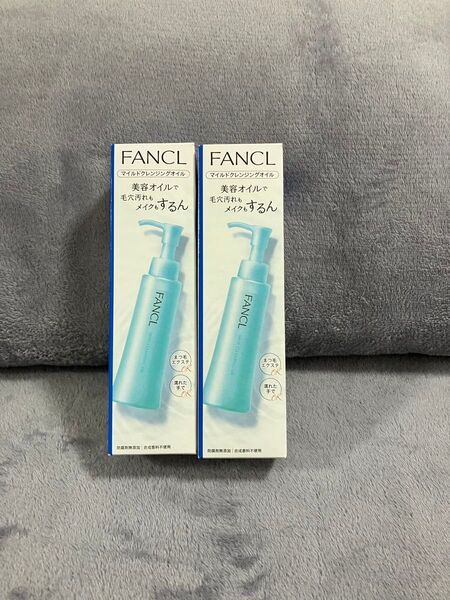 FANCL
マイルドクレンジングオイル
美容オイルで
毛穴汚れも
メイクもするん
FANCL
まつ毛
エクステ
OK
濡れた
手で
OK
防腐剤無添加|合成香料不使用
FANCL
マイルドクレンジングオイル
美容オイルで
毛穴汚れも
メイクもするん
FANCL
まつ毛
エクステ
OK
濡れた
手で
OK
防腐剤無添加|合成香料不使用